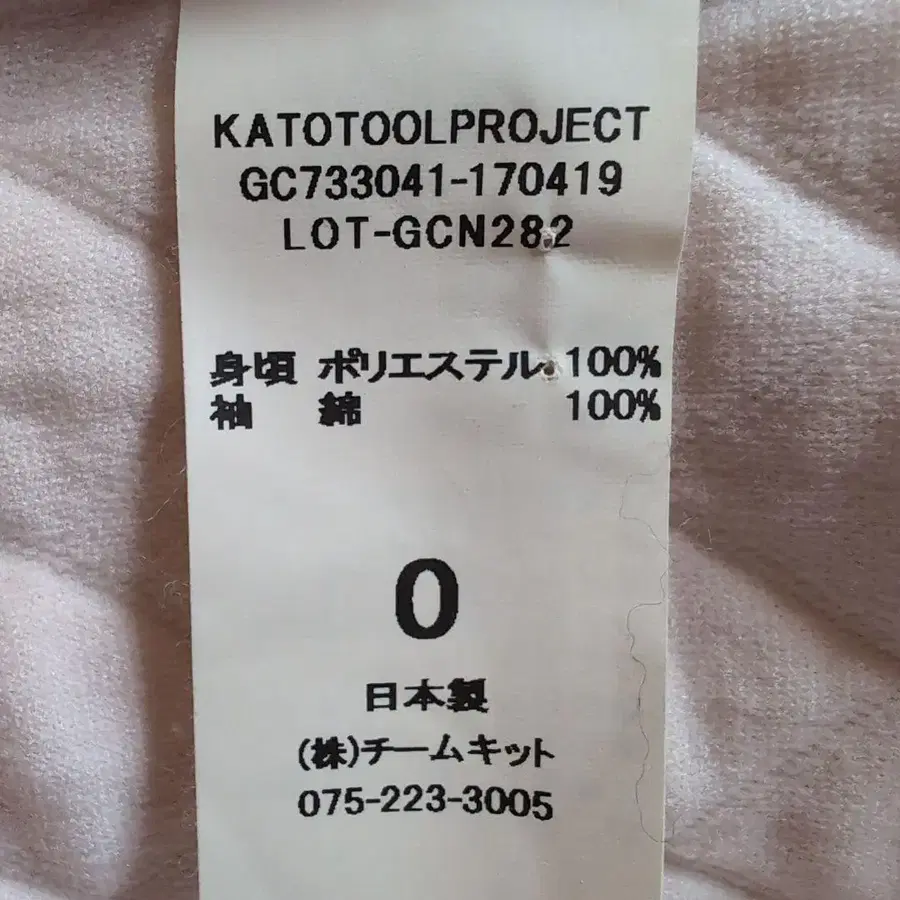 KATOTOOLPROJECT
GC733041-170419
LOT-GCN282
身頃 ポリエステル 100%
袖 綿 100%
0
日本製
(株)チームキット
075-223-3005